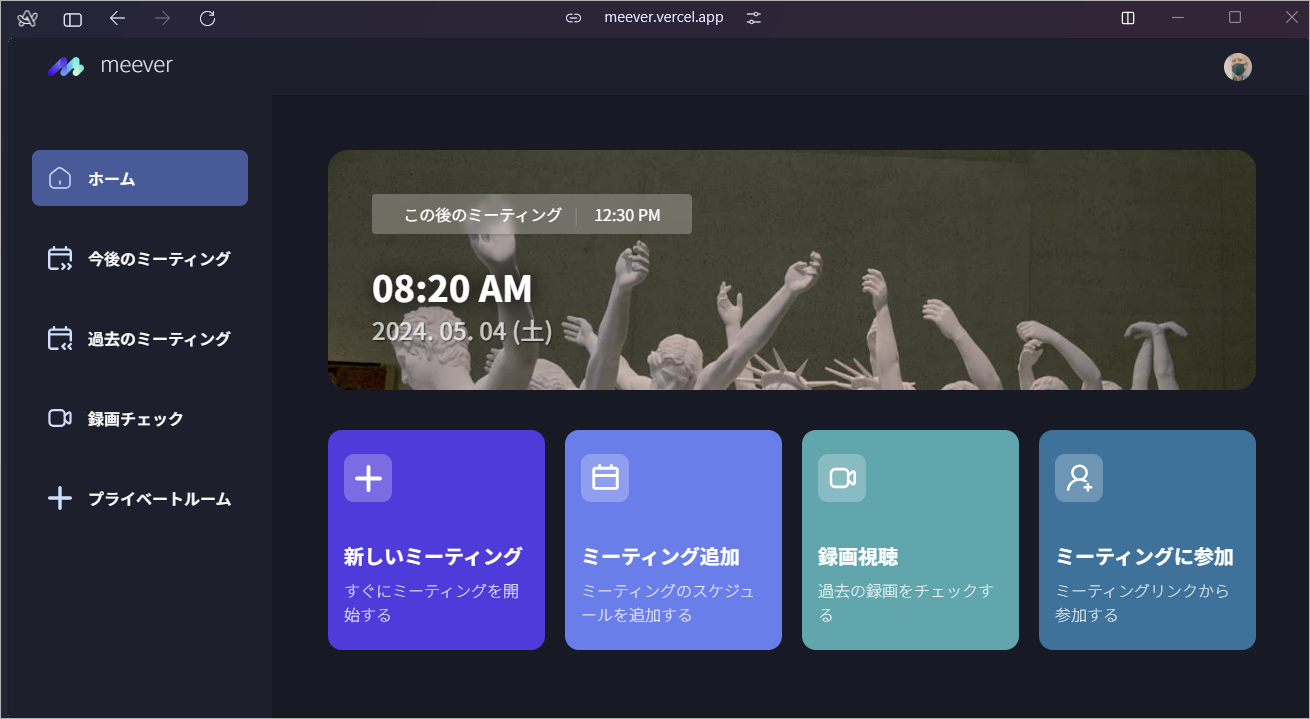 meever.vercel.app
meever
ホーム
今後のミーティング
過去のミーティング
録画チェック
プライベートルーム
この後のミーティング | 12:30 PM
08:20 AM
2024. 05. 04 (土)
新しいミーティング
すぐにミーティングを開
始する
ミーティング追加
ミーティングのスケジュ
ールを追加する
録画視聴
過去の録画をチェックす
る
ミーティングに参加
ミーティングリンクから
参加する